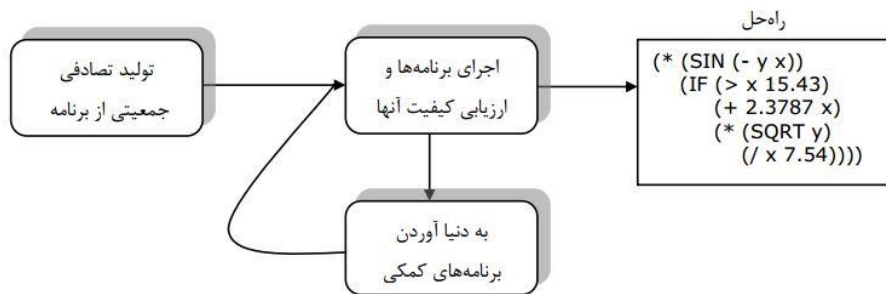 راه‌حل
تولید تصادفی
جمعیتی از برنامه
اجرای برنامه‌ها و
ارزیابی کیفیت آنها
(* (SIN (- y x))
(IF (> x 15.43)
(+ 2.3787 x)
(* (SQRT y)
(/ x 7.54))))
به دنیا آوردن
برنامه‌های کمکی